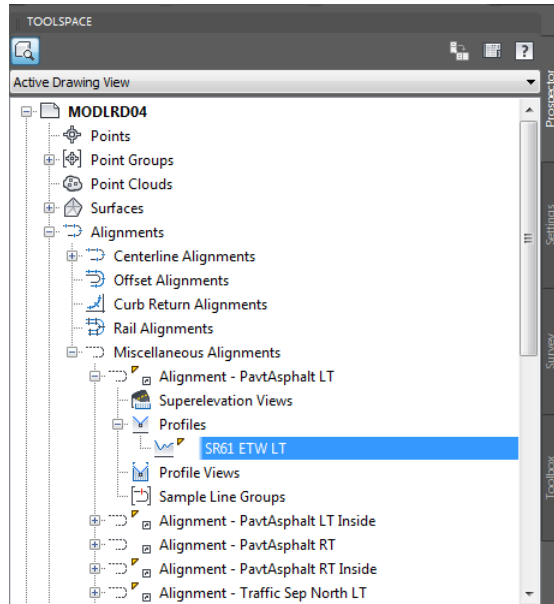 TOOLSPACE
?
Active Drawing View
MODLRD04
Points
Point Groups
Point Clouds
Surfaces
Alignments
Centerline Alignments
Offset Alignments
Curb Return Alignments
Rail Alignments
Miscellaneous Alignments
Alignment - PavtAsphalt LT
Superelevation Views
Profiles
SR61 ETW LT
Profile Views
Sample Line Groups
Alignment - PavtAsphalt LT Inside
Alignment - PavtAsphalt RT
Alignment - PavtAsphalt RT Inside
Alignment - Traffic Sep North LT
Prospector
Settings
Survey
Toolbox